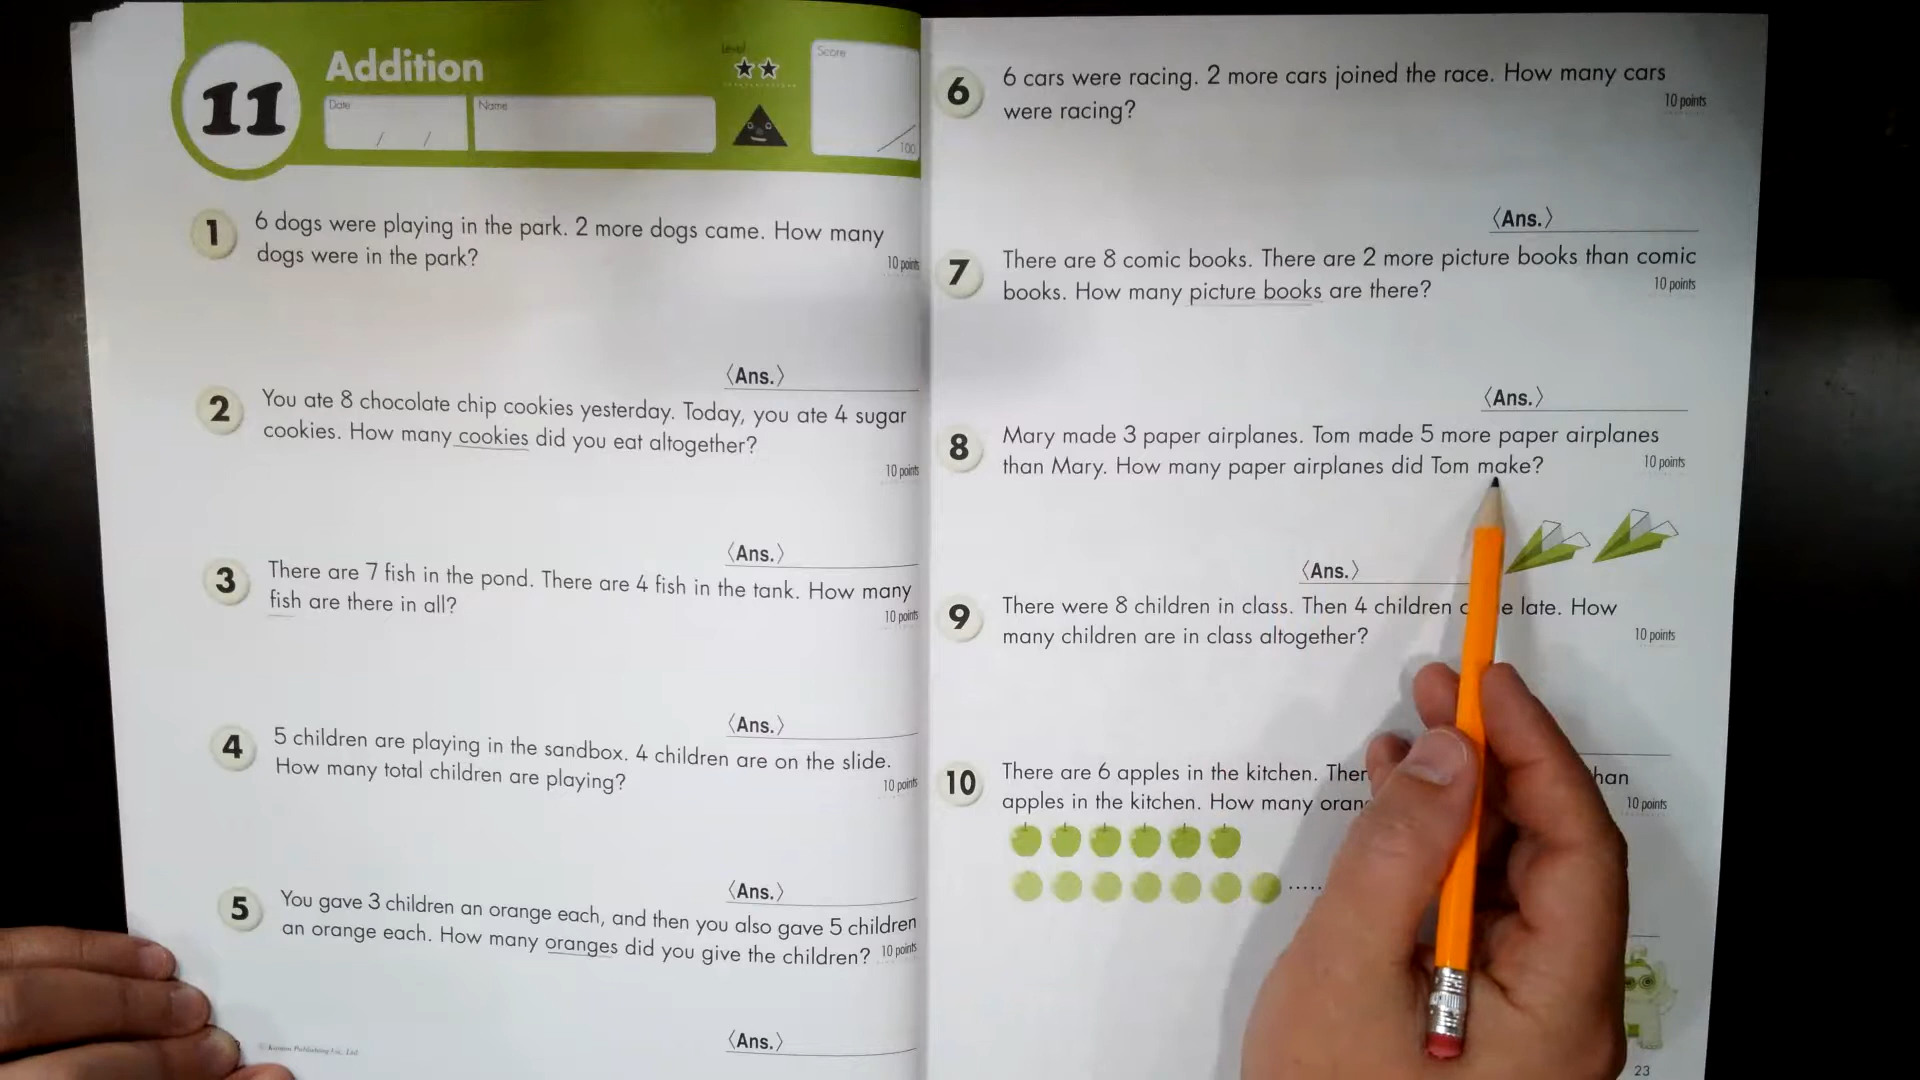 11
Addition
Level
Score
Date
Name
/ /
/100
1
6 dogs were playing in the park. 2 more dogs came. How many
dogs were in the park?
10 points
〈Ans.〉
2
You ate 8 chocolate chip cookies yesterday. Today, you ate 4 sugar
cookies. How many cookies did you eat altogether?
10 points
〈Ans.〉
3
There are 7 fish in the pond. There are 4 fish in the tank. How many
fish are there in all?
10 points
〈Ans.〉
4
5 children are playing in the sandbox. 4 children are on the slide.
How many total children are playing?
10 points
〈Ans.〉
5
You gave 3 children an orange each, and then you also gave 5 children
an orange each. How many oranges did you give the children?
10 points
〈Ans.〉
© Kumon Publishing Co., Ltd.
6
6 cars were racing. 2 more cars joined the race. How many cars
were racing?
10 points
〈Ans.〉
7
There are 8 comic books. There are 2 more picture books than comic
books. How many picture books are there?
10 points
〈Ans.〉
8
Mary made 3 paper airplanes. Tom made 5 more paper airplanes
than Mary. How many paper airplanes did Tom make?
10 points
〈Ans.〉
9
There were 8 children in class. Then 4 children late. How
many children are in class altogether?
10 points
10
There are 6 apples in the kitchen.
apples in the kitchen. How many
10 points
23